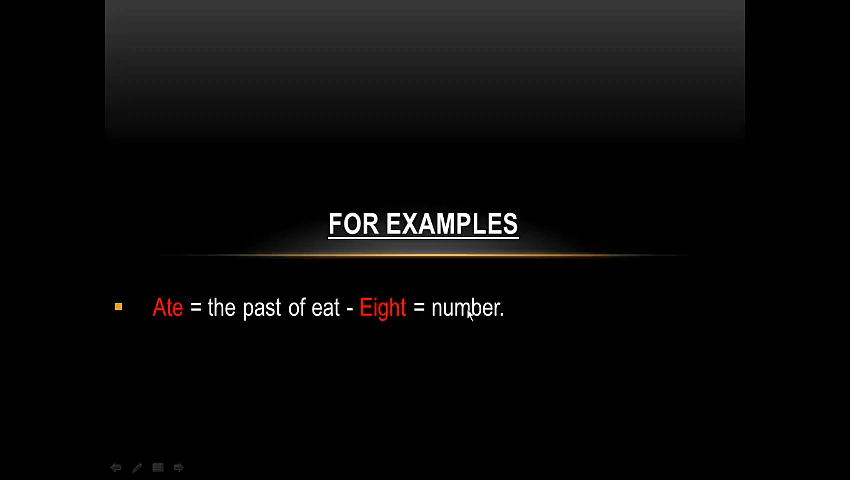 FOR EXAMPLES
Ate = the past of eat - Eight = number.